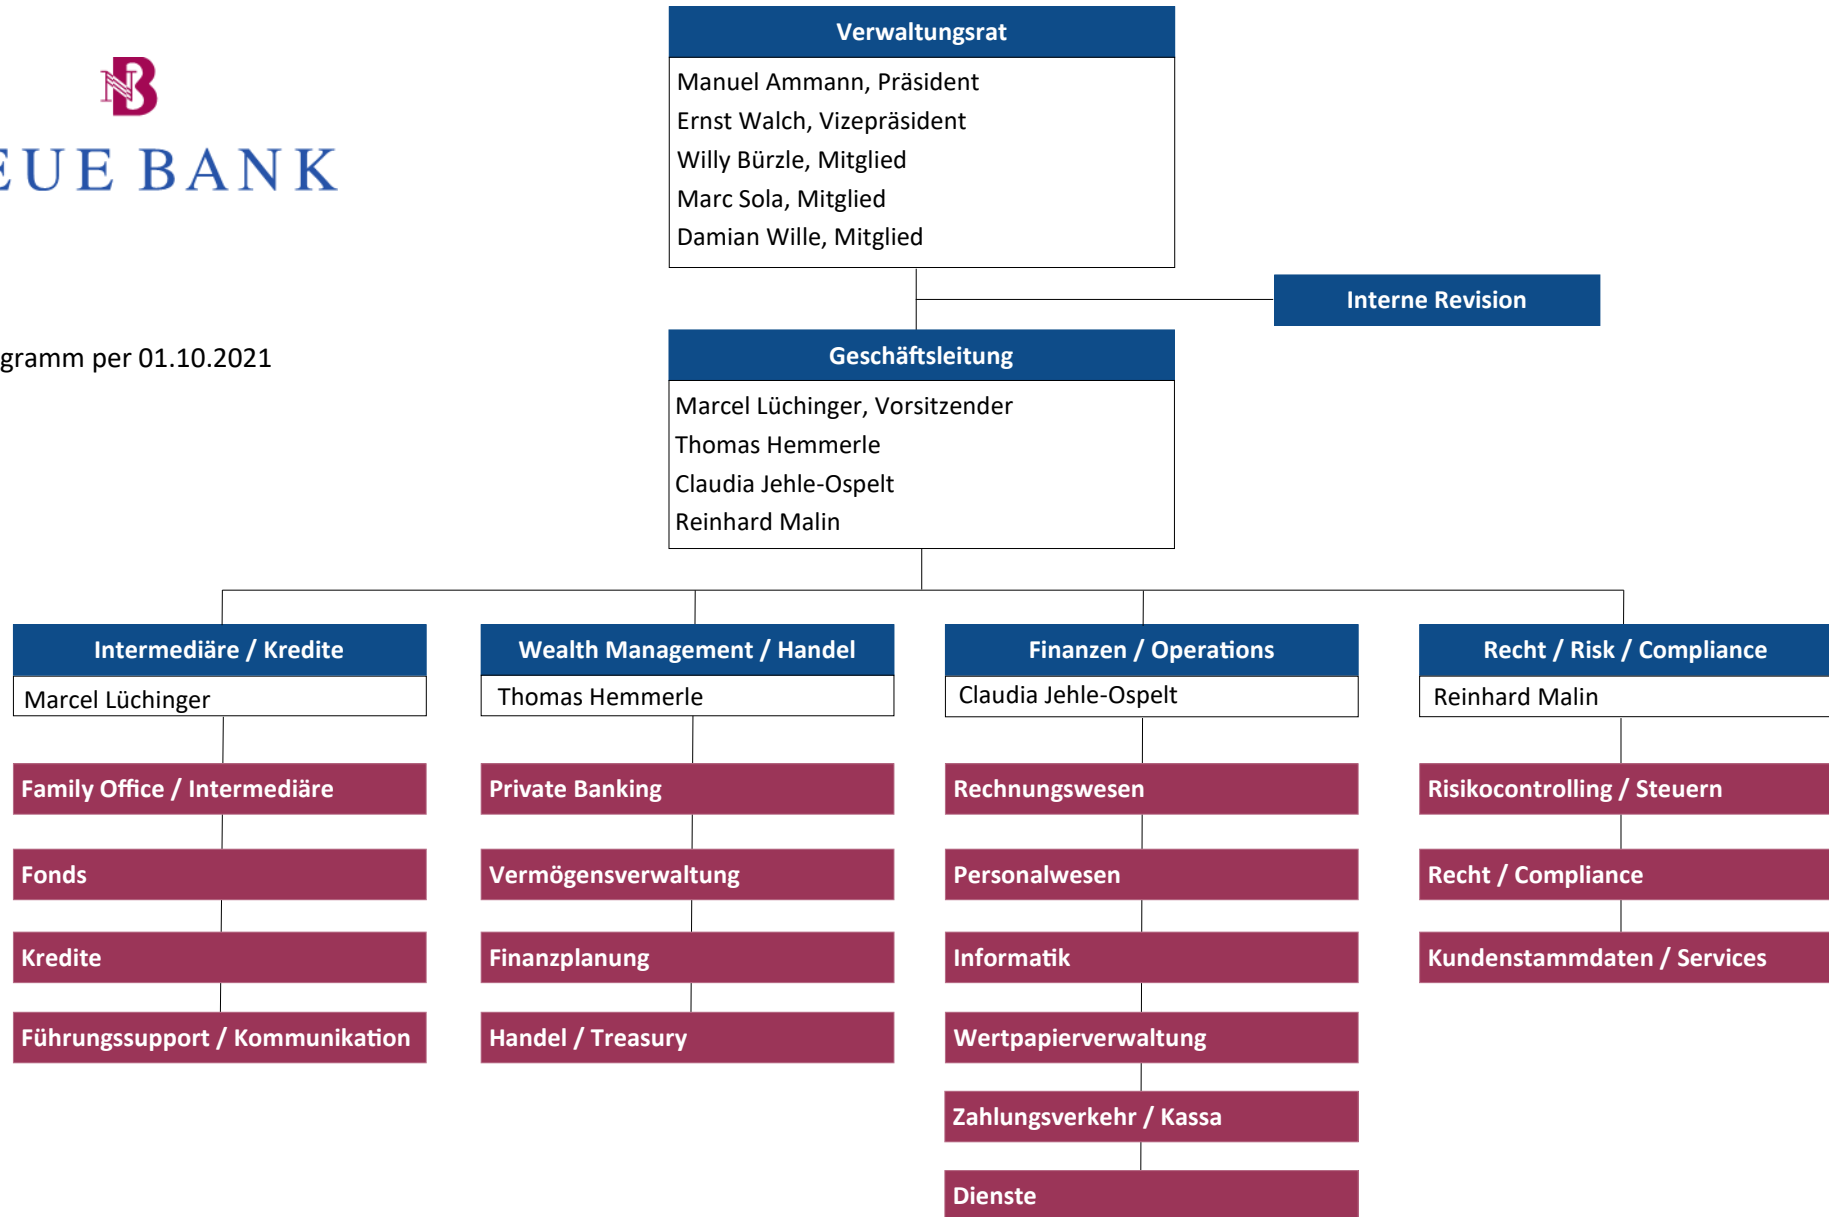 Verwaltungsrat
Manuel Ammann, Präsident
Ernst Walch, Vizepräsident
Willy Bürzle, Mitglied
Marc Sola, Mitglied
Damian Wille, Mitglied
NB
EUE BANK
Interne Revision
gramm per 01.10.2021
Geschäftsleitung
Marcel Lüchinger, Vorsitzender
Thomas Hemmerle
Claudia Jehle-Ospelt
Reinhard Malin
Intermediäre / Kredite
Marcel Lüchinger
Family Office / Intermediäre
Fonds
Kredite
Führungssupport / Kommunikation
Wealth Management / Handel
Thomas Hemmerle
Private Banking
Vermögensverwaltung
Finanzplanung
Handel / Treasury
Finanzen / Operations
Claudia Jehle-Ospelt
Rechnungswesen
Personalwesen
Informatik
Wertpapierverwaltung
Zahlungsverkehr / Kassa
Dienste
Recht / Risk / Compliance
Reinhard Malin
Risikocontrolling / Steuern
Recht / Compliance
Kundenstammdaten / Services